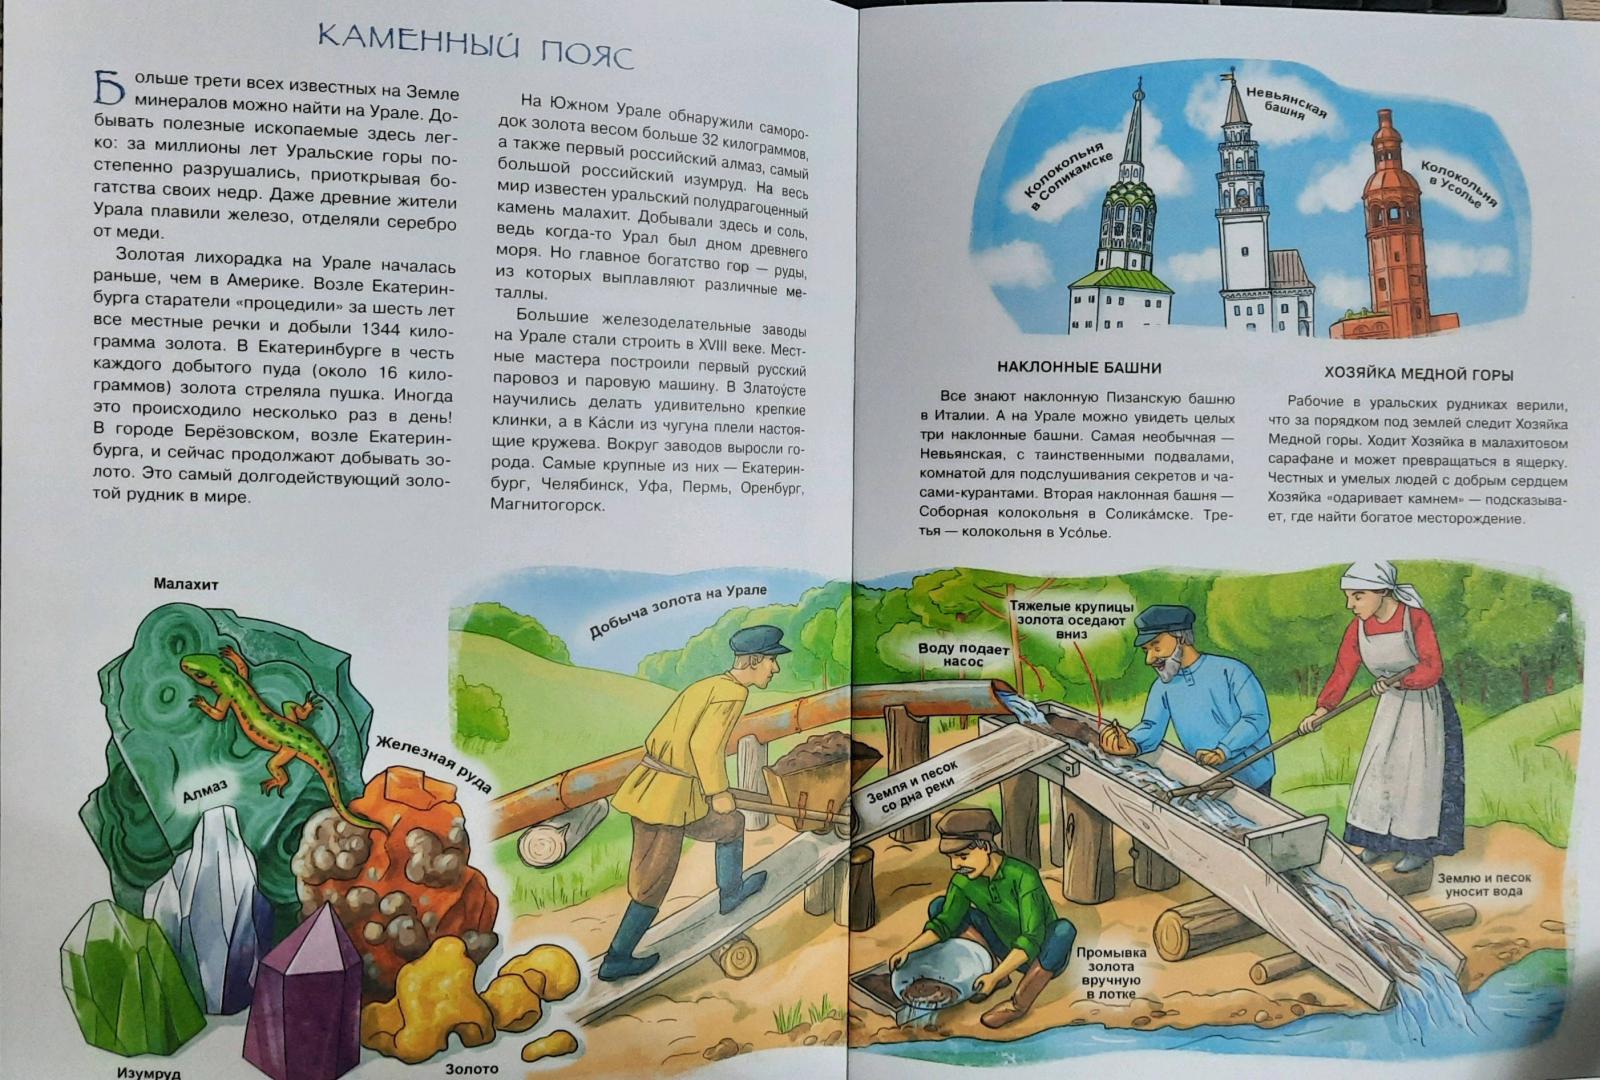 КАМЕННЫЙ ПОЯС
Больше трети всех известных на Земле
минералов можно найти на Урале. До-
бывать полезные ископаемые здесь лег-
ко: за миллионы лет Уральские горы по-
степенно разрушались, приоткрывая бо-
гатства своих недр. Даже древние жители
Урала плавили железо, отделяли серебро
от меди.
Золотая лихорадка на Урале началась
раньше, чем в Америке. Возле Екатерин-
бурга старатели «процедили» за шесть лет
все местные речки и добыли 1344 кило-
грамма золота. В Екатеринбурге в честь
каждого добытого пуда (около 16 кило-
граммов) золота стреляла пушка. Иногда
это происходило несколько раз в день!
В городе Берёзовском, возле Екатерин-
бурга, и сейчас продолжают добывать зо-
лото. Это самый долгодействующий золо-
той рудник в мире.
На Южном Урале обнаружили саморо-
док золота весом больше 32 килограммов,
а также первый российский алмаз, самый
большой российский изумруд. На весь
мир известен уральский полудрагоценный
камень малахит. Добывали здесь и соль,
ведь когда-то Урал был дном древнего
моря. Но главное богатство гор — руды,
из которых выплавляют различные ме-
таллы.
Большие железоделательные заводы
на Урале стали строить в XVIII веке. Мест-
ные мастера построили первый русский
паровоз и паровую машину. В Златоу́сте
научились делать удивительно крепкие
клинки, а в Ка́сли из чугуна плели настоя-
щие кружева. Вокруг заводов выросли го-
рода. Самые крупные из них — Екатерин-
бург, Челябинск, Уфа, Пермь, Оренбург,
Магнитогорск.
Колокольня
в Соликамске
Невьянская
башня
Колокольня
в Усолье
НАКЛОННЫЕ БАШНИ
Все знают наклонную Пизанскую башню
в Италии. А на Урале можно увидеть целых
три наклонные башни. Самая необычная —
Невьянская, с таинственными подвалами,
комнатой для подслушивания секретов и ча-
сами-курантами. Вторая наклонная башня —
Соборная колокольня в Солика́мске. Тре-
тья — колокольня в Усо́лье.
ХОЗЯЙКА МЕДНОЙ ГОРЫ
Рабочие в уральских рудниках верили,
что за порядком под землей следит Хозяйка
Медной горы. Ходит Хозяйка в малахитовом
сарафане и может превращаться в ящерку.
Честных и умелых людей с добрым сердцем
Хозяйка «одаривает камнем» — подсказыва-
ет, где найти богатое месторождение.
Малахит
Алмаз
Железная руда
Изумруд
Золото
Добыча золота на Урале
Воду подает
насос
Тяжелые крупицы
золота оседают
вниз
Земля и песок
со дна реки
Промывка
золота
вручную
в лотке
Землю и песок
уносит вода